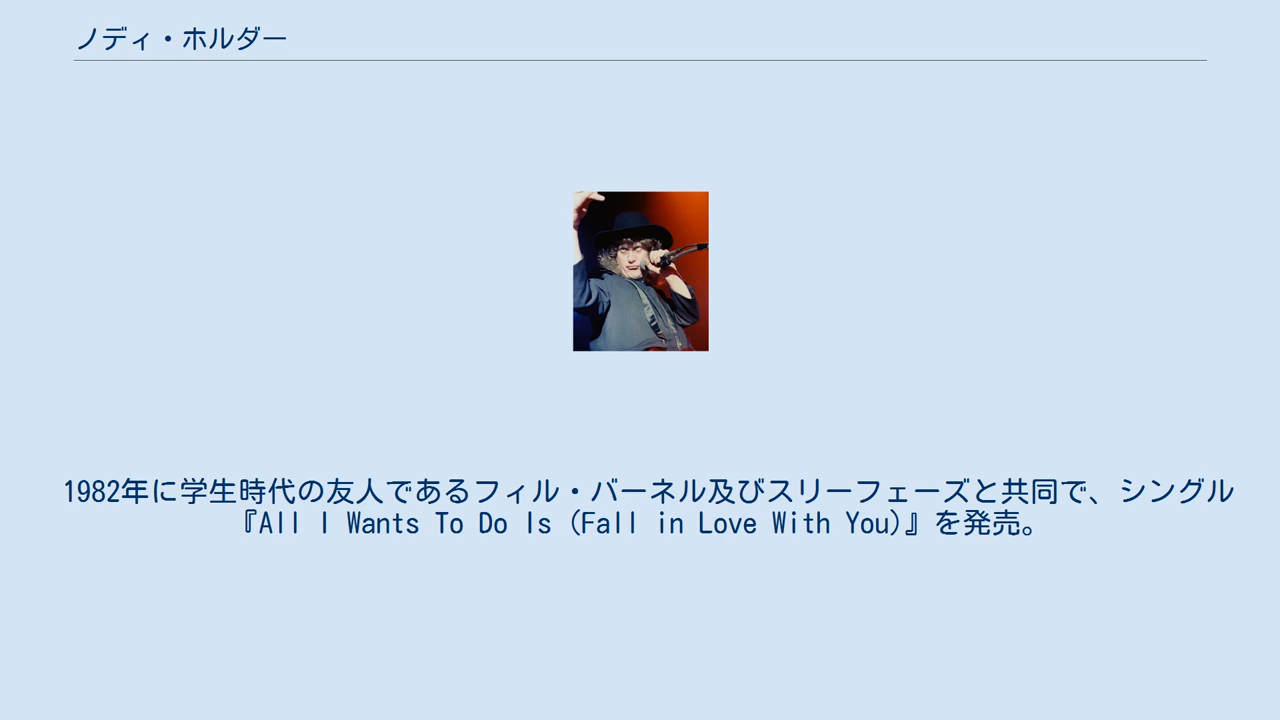 ノディ・ホルダー
1982年に学生時代の友人であるフィル・バーネル及びスリーフェーズと共同で、シングル
『All I Wants To Do Is (Fall in Love With You)』を発売。